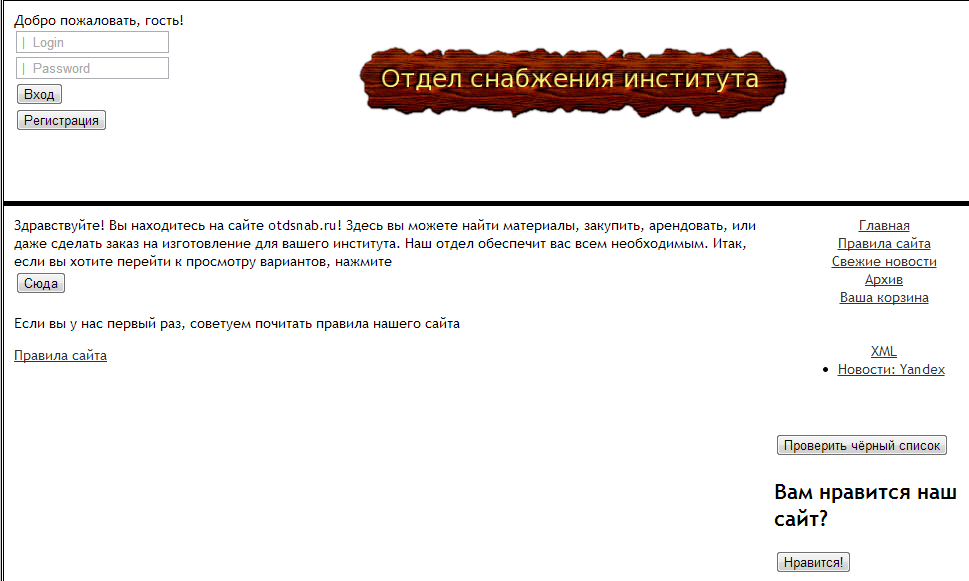 Добро пожаловать, гость!
| Login
| Password
Вход
Регистрация
Отдел снабжения института
Здравствуйте! Вы находитесь на сайте otdsnab.ru! Здесь вы можете найти материалы, закупить, арендовать, или
даже сделать заказ на изготовление для вашего института. Наш отдел обеспечит вас всем необходимым. Итак,
если вы хотите перейти к просмотру вариантов, нажмите
Сюда
Если вы у нас первый раз, советуем почитать правила нашего сайта
Правила сайта
Главная
Правила сайта
Свежие новости
Архив
Ваша корзина
XML
• Новости: Yandex
Проверить чёрный список
Вам нравится наш
сайт?
Нравится!